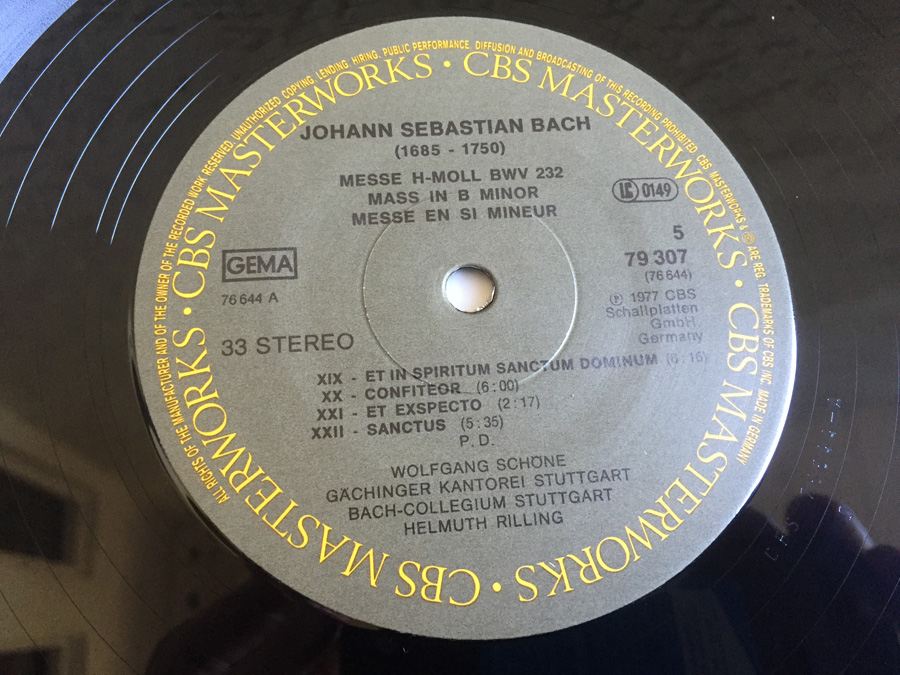 ALL RIGHTS OF THE MANUFACTURER AND OF THE OWNER OF THE RECORDED WORK RESERVED. UNAUTHORIZED COPYING, LENDING, HIRING, PUBLIC PERFORMANCE, DIFFUSION AND BROADCASTING OF THIS RECORDING PROHIBITED. CBS, MASTERWORKS & ARE REG. TRADEMARKS OF CBS INC. MADE IN GERMANY
CBS MASTERWORKS • CBS MASTERWORKS • CBS MASTERWORKS • CBS MASTERWORKS • CBS MASTERWORKS •
JOHANN SEBASTIAN BACH
(1685 - 1750)
MESSE H-MOLL BWV 232
MASS IN B MINOR
MESSE EN SI MINEUR
LC 0149
GEMA
76 644 A
33 STEREO
5
79 307
(76 644)
℗ 1977 CBS
Schallplatten
GmbH,
Germany
XIX - ET IN SPIRITUM SANCTUM DOMINUM (6:16)
XX - CONFITEOR (6:00)
XXI - ET EXSPECTO (2:17)
XXII - SANCTUS (5:35)
P. D.
WOLFGANG SCHÖNE
GÄCHINGER KANTOREI STUTTGART
BACH-COLLEGIUM STUTTGART
HELMUTH RILLING